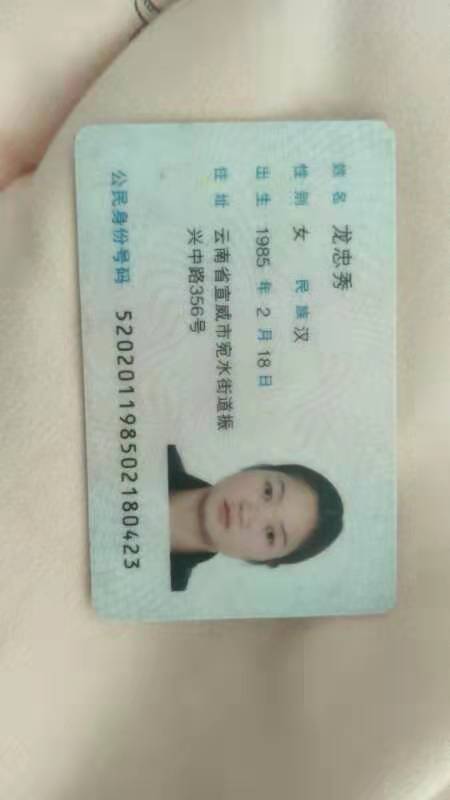 姓名 龙忠秀
性别 女 民族 汉
出生 1985 年 2 月 18 日
住址 云南省宣威市宛水街道振
兴中路356号
公民身份号码 520201198502180423